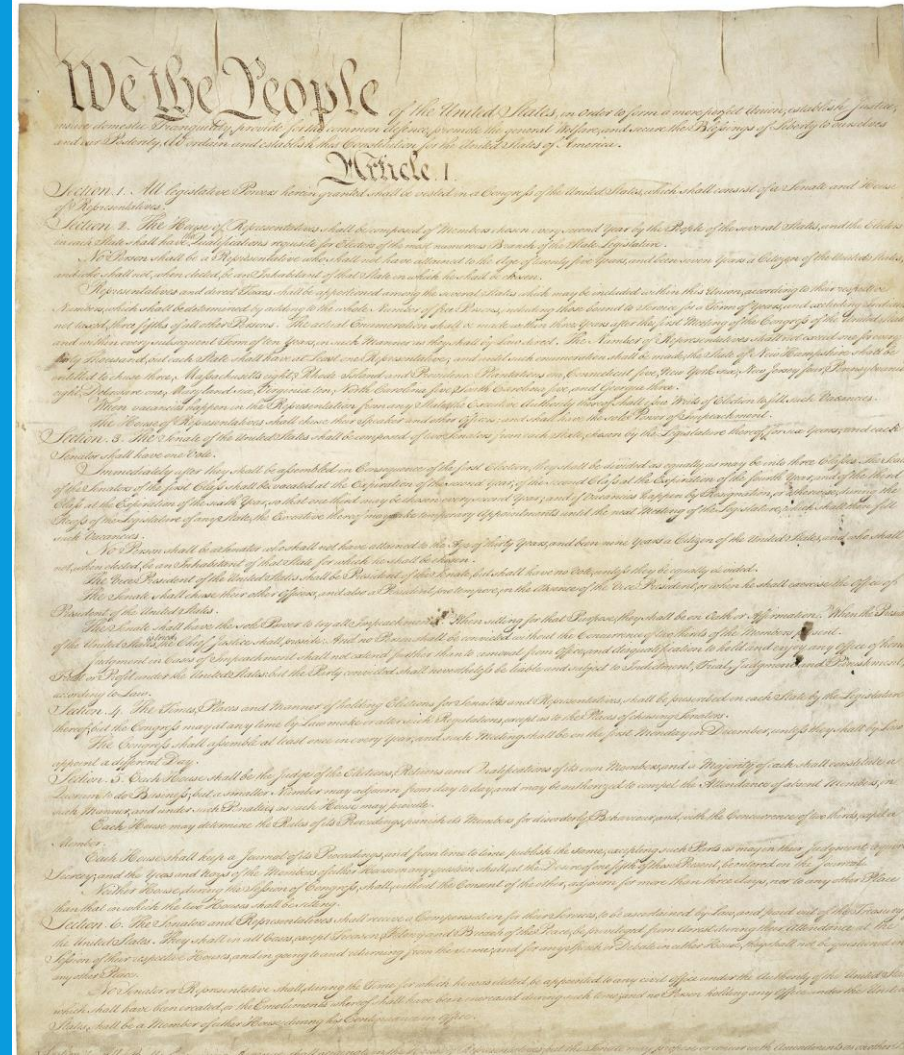 We the People of the United States, in Order to form a more perfect Union, establish Justice,
insure domestic Tranquility, provide for the common defence, promote the general Welfare, and secure the Blessings of Liberty to ourselves
and our Posterity, do ordain and establish this Constitution for the United States of America.
Article. I.
Section. 1. All legislative Powers herein granted shall be vested in a Congress of the United States, which shall consist of a Senate and House
of Representatives.
Section. 2. The House of Representatives shall be composed of Members chosen every second Year by the People of the several States, and the Electors
in each State shall have the Qualifications requisite for Electors of the most numerous Branch of the State Legislature.
No Person shall be a Representative who shall not have attained to the Age of twenty five Years, and been seven Years a Citizen of the United States,
and who shall not, when elected, be an Inhabitant of that State in which he shall be chosen.
Representatives and direct Taxes shall be apportioned among the several States which may be included within this Union, according to their respective
Numbers, which shall be determined by adding to the whole Number of free Persons, including those bound to Service for a Term of Years, and excluding Indians
not taxed, three fifths of all other Persons. The actual Enumeration shall be made within three Years after the first Meeting of the Congress of the United States,
and within every subsequent Term of ten Years, in such Manner as they shall by Law direct. The Number of Representatives shall not exceed one for every
thirty Thousand, but each State shall have at Least one Representative; and until such enumeration shall be made, the State of New Hampshire shall be
entitled to chuse three, Massachusetts eight, Rhode Island and Providence Plantations one, Connecticut five, New York six, New Jersey four, Pennsylvania
eight, Delaware one, Maryland six, Virginia ten, North Carolina five, South Carolina five, and Georgia three.
When vacancies happen in the Representation from any State, the Executive Authority thereof shall issue Writs of Election to fill such Vacancies.
The House of Representatives shall chuse their Speaker and other Officers; and shall have the sole Power of Impeachment.
Section. 3. The Senate of the United States shall be composed of two Senators from each State, chosen by the Legislature thereof, for six Years; and each
Senator shall have one Vote.
Immediately after they shall be assembled in Consequence of the first Election, they shall be divided as equally as may be into three Classes. The Seats
of the Senators of the first Class shall be vacated at the Expiration of the second Year, of the second Class at the Expiration of the fourth Year, and of the third
Class at the Expiration of the sixth Year, so that one third may be chosen every second Year; and if Vacancies happen by Resignation, or otherwise, during the
Recess of the Legislature of any State, the Executive thereof may make temporary Appointments until the next Meeting of the Legislature, which shall then fill
such Vacancies.
No Person shall be a Senator who shall not have attained to the Age of thirty Years, and been nine Years a Citizen of the United States, and who shall
not, when elected, be an Inhabitant of that State for which he shall be chosen.
The Vice President of the United States shall be President of the Senate, but shall have no Vote, unless they be equally divided.
The Senate shall chuse their other Officers, and also a President pro tempore, in the Absence of the Vice President, or when he shall exercise the Office of
President of the United States.
The Senate shall have the sole Power to try all Impeachments. When sitting for that Purpose, they shall be on Oath or Affirmation. When the President
of the United States is tried, the Chief Justice shall preside: And no Person shall be convicted without the Concurrence of two thirds of the Members present.
Judgment in Cases of Impeachment shall not extend further than to removal from Office, and disqualification to hold and enjoy any Office of honor,
Trust or Profit under the United States: but the Party convicted shall nevertheless be liable and subject to Indictment, Trial, Judgment and Punishment,
according to Law.
Section. 4. The Times, Places and Manner of holding Elections for Senators and Representatives, shall be prescribed in each State by the Legislature
thereof; but the Congress may at any time by Law make or alter such Regulations, except as to the Places of chusing Senators.
The Congress shall assemble at least once in every Year, and such Meeting shall be on the first Monday in December, unless they shall by Law
appoint a different Day.
Section. 5. Each House shall be the Judge of the Elections, Returns and Qualifications of its own Members, and a Majority of each shall constitute a
Quorum to do Business; but a smaller Number may adjourn from day to day, and may be authorized to compel the Attendance of absent Members, in
such Manner, and under such Penalties as each House may provide.
Each House may determine the Rules of its Proceedings, punish its Members for disorderly Behaviour, and, with the Concurrence of two thirds, expel a
Member.
Each House shall keep a Journal of its Proceedings, and from time to time publish the same, excepting such Parts as may in their Judgment require
Secrecy; and the Yeas and Nays of the Members of either House on any question shall, at the Desire of one fifth of those Present, be entered on the Journal.
Neither House, during the Session of Congress, shall, without the Consent of the other, adjourn for more than three days, nor to any other Place
than that in which the two Houses shall be sitting.
Section. 6. The Senators and Representatives shall receive a Compensation for their Services, to be ascertained by Law, and paid out of the Treasury of
the United States. They shall in all Cases, except Treason, Felony and Breach of the Peace, be privileged from Arrest during their Attendance at the
Session of their respective Houses, and in going to and returning from the same; and for any Speech or Debate in either House, they shall not be questioned in
any other Place.
No Senator or Representative shall, during the Time for which he was elected, be appointed to any civil Office under the Authority of the United States,
which shall have been created, or the Emoluments whereof shall have been encreased during such time; and no Person holding any Office under the United
States, shall be a Member of either House during his Continuance in Office.